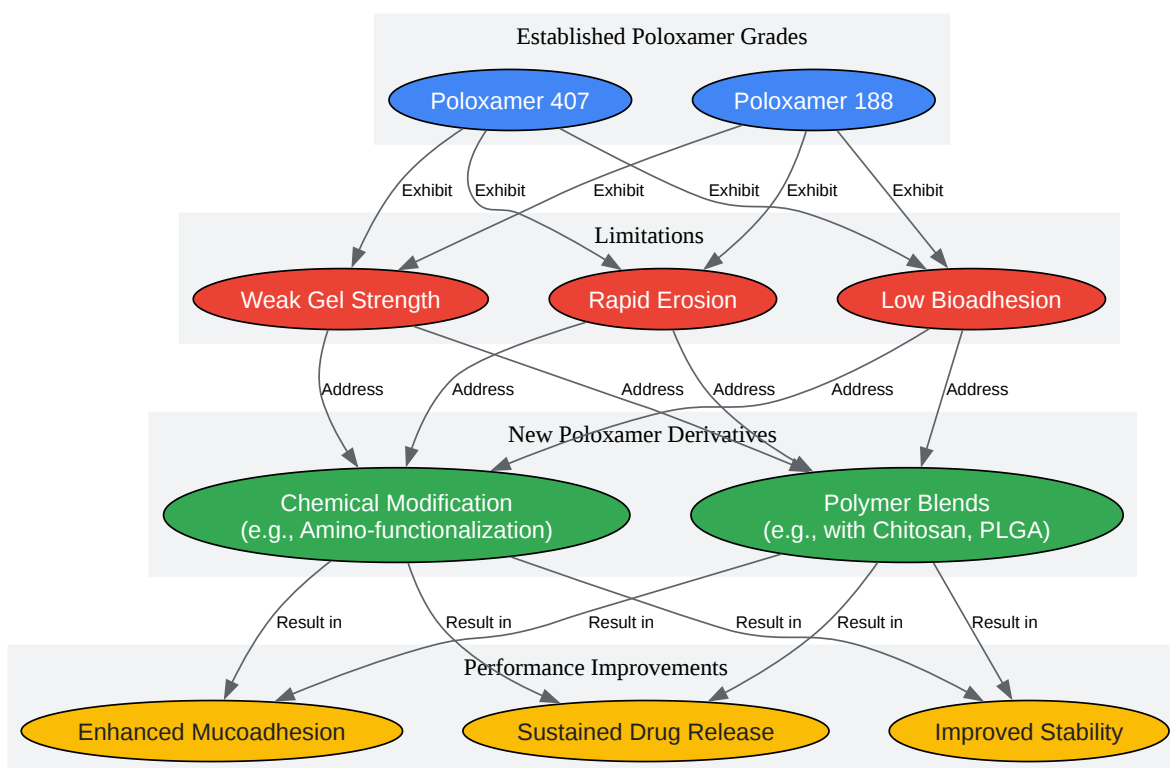 Established Poloxamer Grades
Poloxamer 407
Poloxamer 188
Exhibit
Exhibit
Exhibit
Exhibit
Exhibit
Exhibit
Limitations
Weak Gel Strength
Rapid Erosion
Low Bioadhesion
Address
Address
Address
Address
Address
Address
New Poloxamer Derivatives
Chemical Modification
(e.g., Amino-functionalization)
Polymer Blends
(e.g., with Chitosan, PLGA)
Result in
Result in
Result in
Result in
Result in
Result in
Performance Improvements
Enhanced Mucoadhesion
Sustained Drug Release
Improved Stability